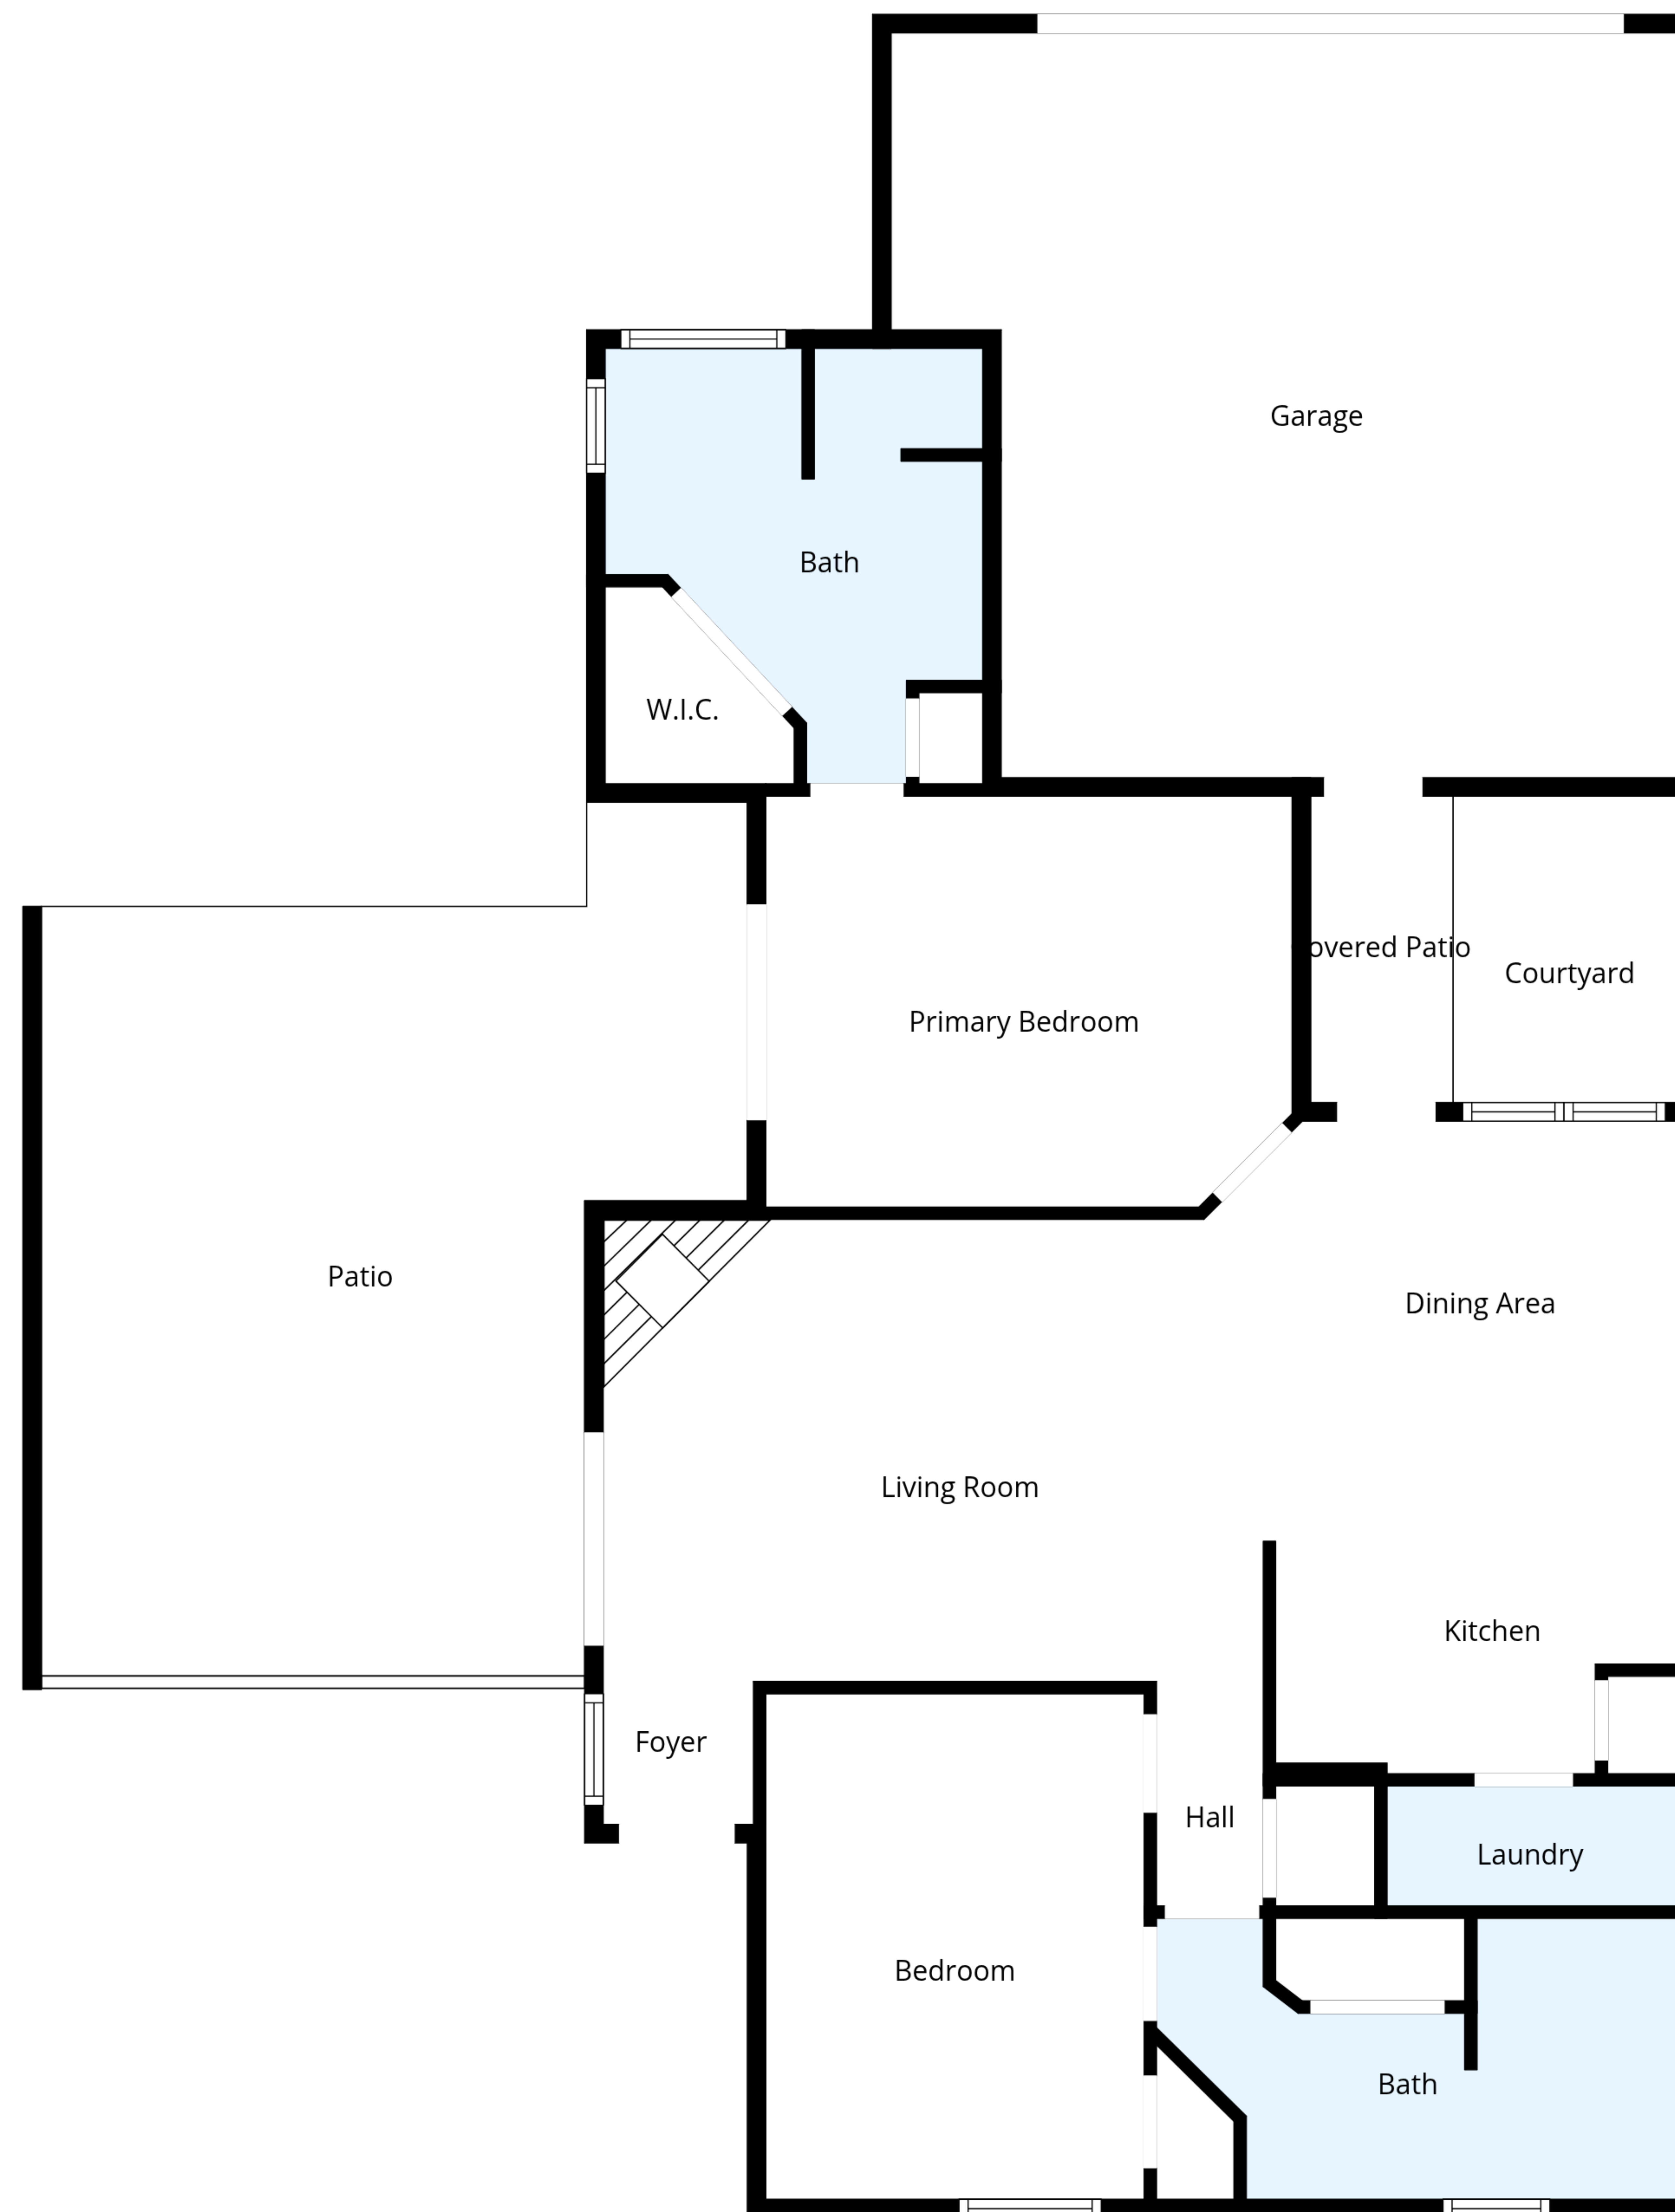 Garage
Bath
W.I.C.
overed Patio
Courtyard
Primary Bedroom
Patio
Dining Area
Living Room
Kitchen
Foyer
Hall
Laundry
Bedroom
Bath